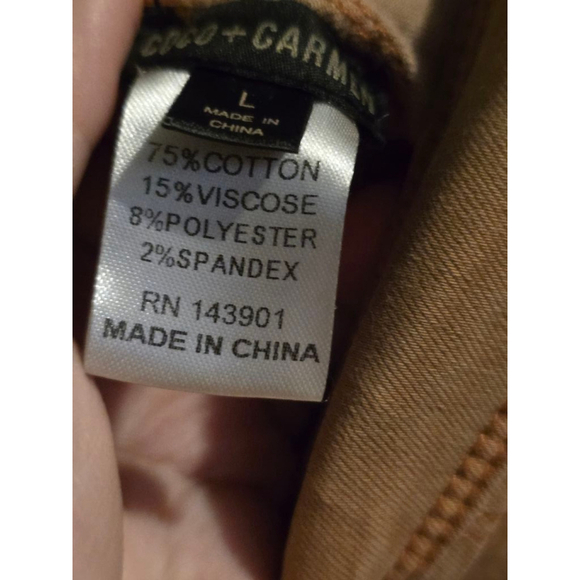 COCO + CARMEN
L
MADE IN
CHINA
75%COTTON
15%VISCOSE
8%POLYESTER
2%SPANDEX
RN 143901
MADE IN CHINA